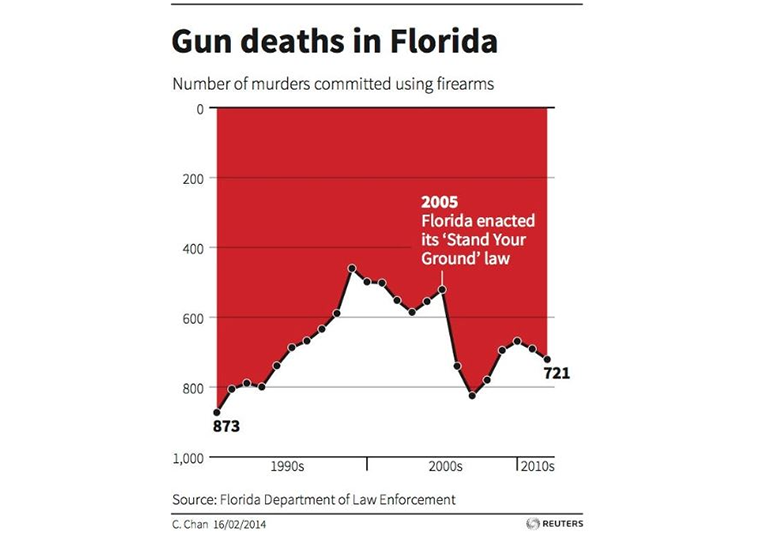 Gun deaths in Florida
Number of murders committed using firearms
0
200
400
600
800
1,000
2005
Florida enacted
its ‘Stand Your
Ground’ law
873
721
1990s
2000s
2010s
Source: Florida Department of Law Enforcement
C. Chan 16/02/2014
REUTERS